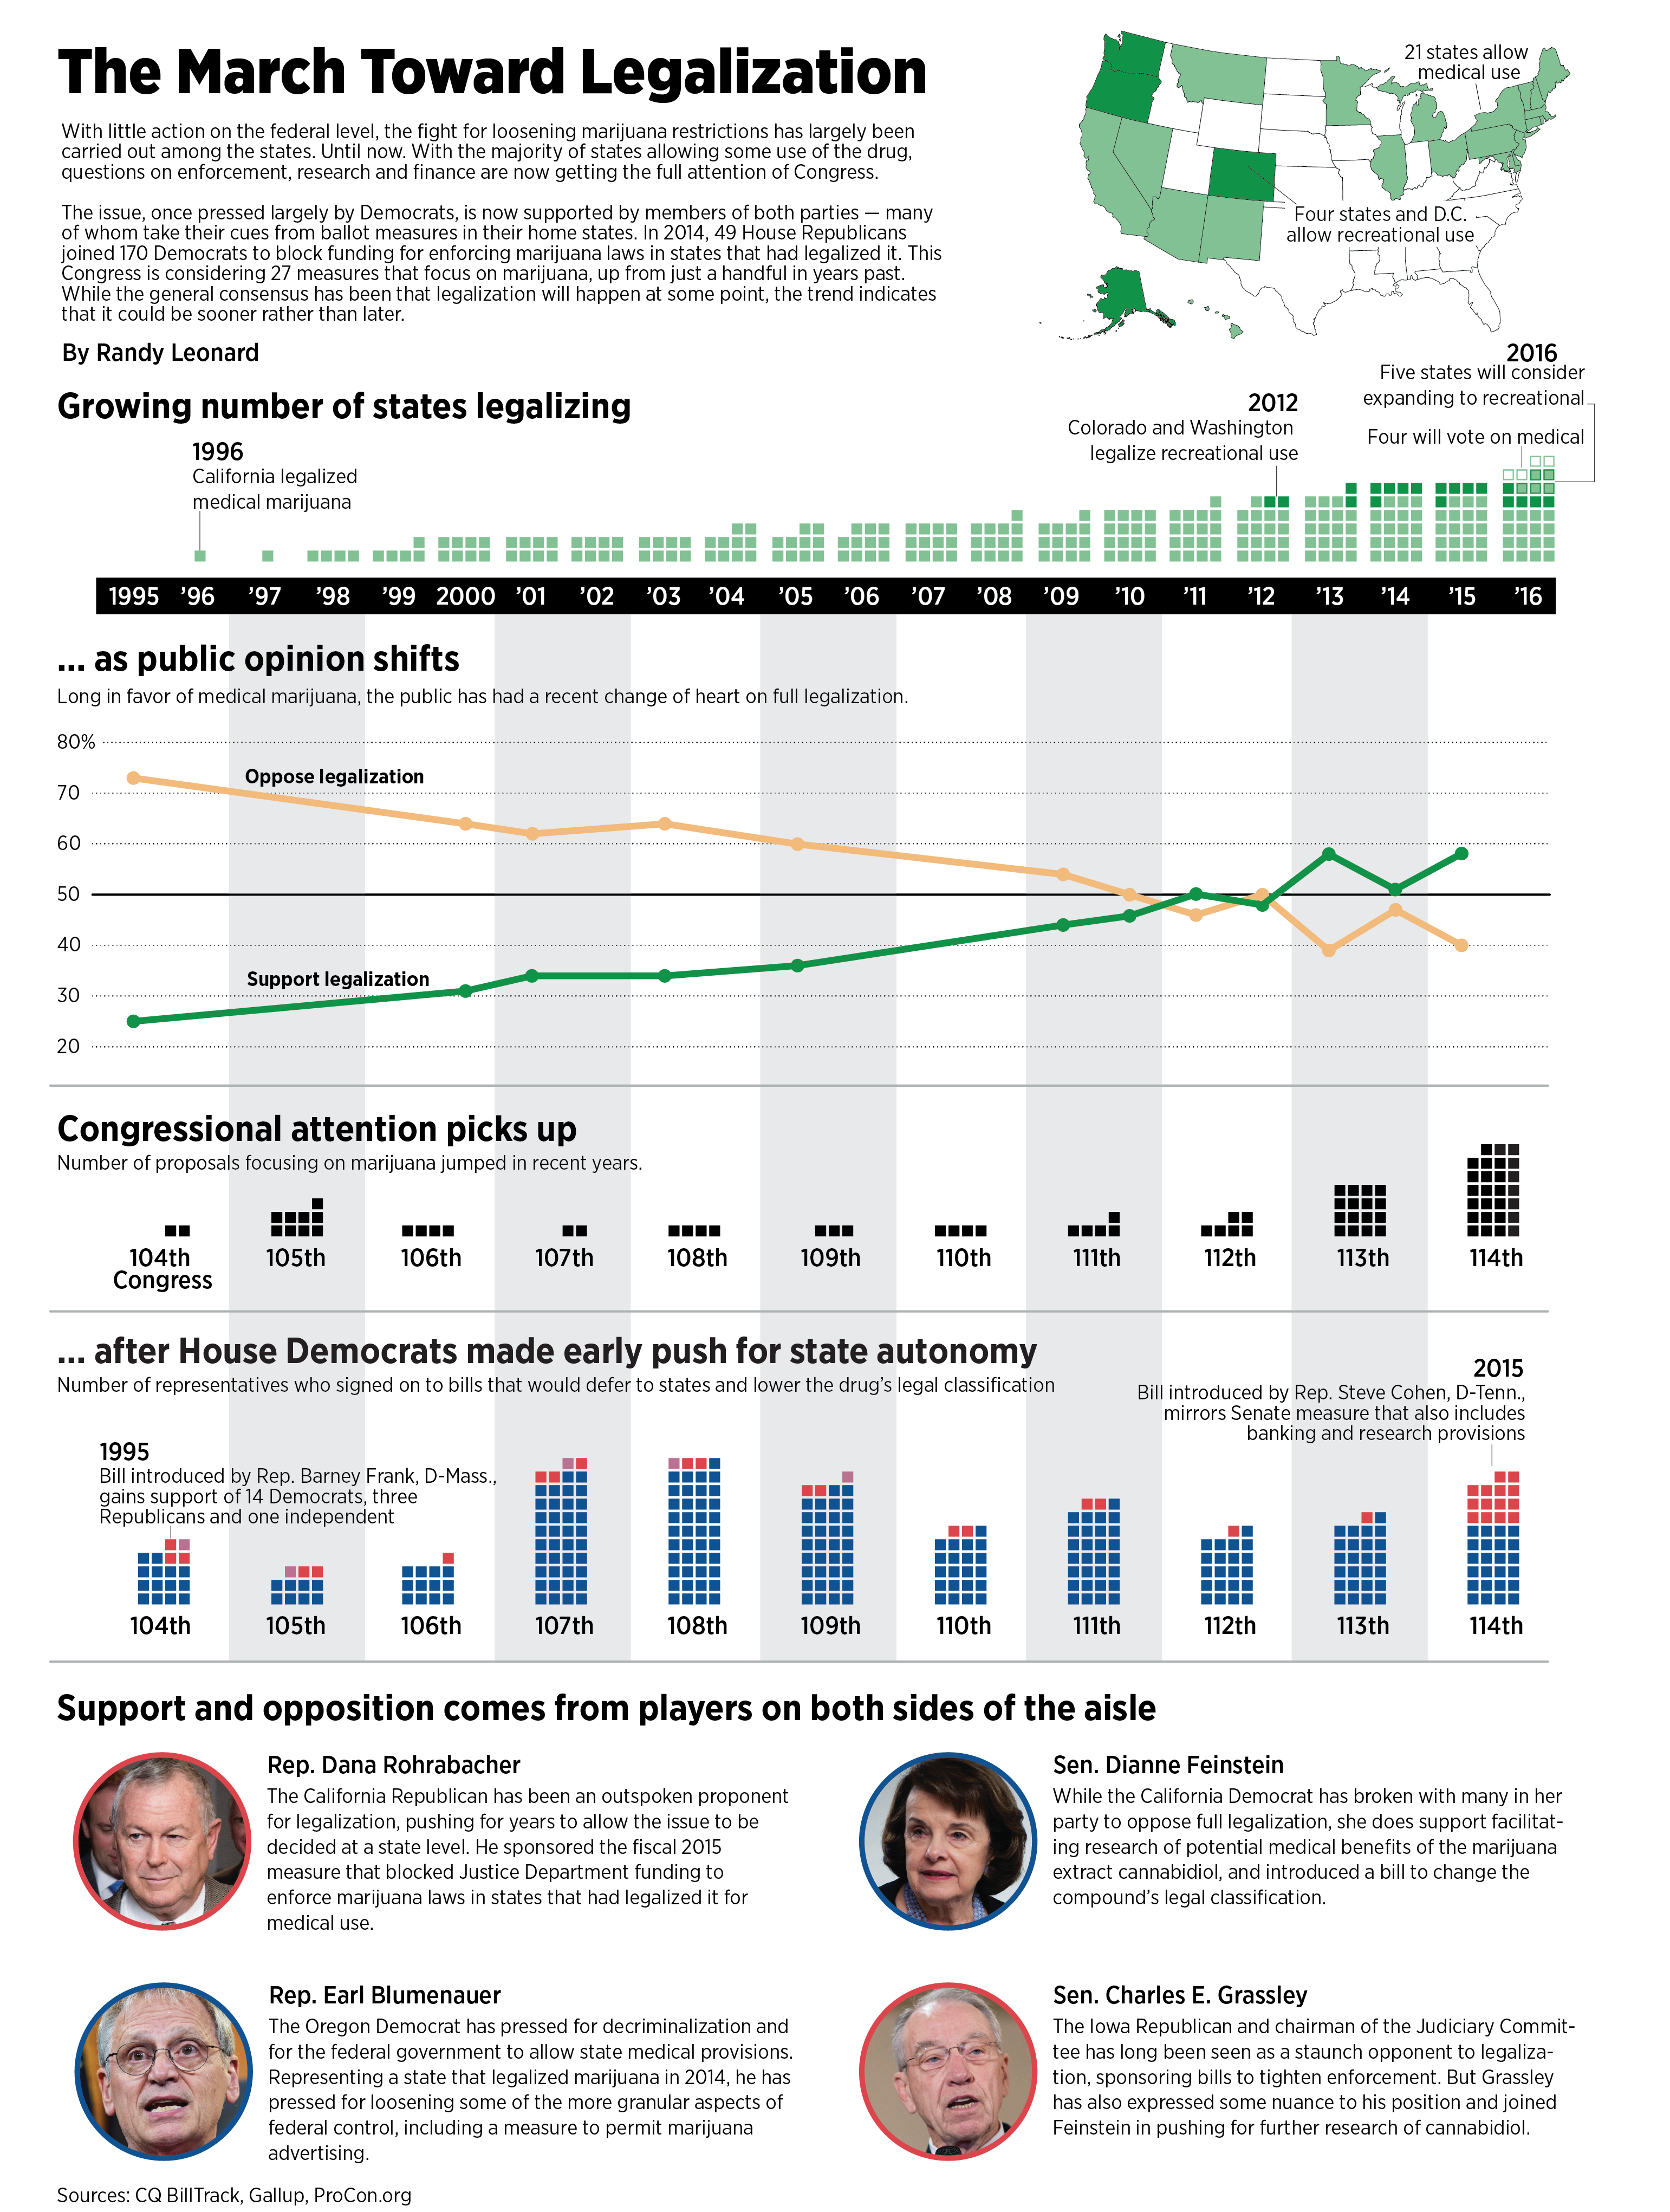 The March Toward Legalization
With little action on the federal level, the fight for loosening marijuana restrictions has largely been
carried out among the states. Until now. With the majority of states allowing some use of the drug,
questions on enforcement, research and finance are now getting the full attention of Congress.
The issue, once pressed largely by Democrats, is now supported by members of both parties — many
of whom take their cues from ballot measures in their home states. In 2014, 49 House Republicans
joined 170 Democrats to block funding for enforcing marijuana laws in states that had legalized it. This
Congress is considering 27 measures that focus on marijuana, up from just a handful in years past.
While the general consensus has been that legalization will happen at some point, the trend indicates
that it could be sooner rather than later.
By Randy Leonard
21 states allow
medical use
Four states and D.C.
allow recreational use
Growing number of states legalizing
1996
California legalized
medical marijuana
2012
Colorado and Washington
legalize recreational use
2016
Five states will consider
expanding to recreational
Four will vote on medical
1995 ’96 ’97 ’98 ’99 2000 ’01 ’02 ’03 ’04 ’05 ’06 ’07 ’08 ’09 ’10 ’11 ’12 ’13 ’14 ’15 ’16
... as public opinion shifts
Long in favor of medical marijuana, the public has had a recent change of heart on full legalization.
80%
Oppose legalization
70
60
50
40
Support legalization
30
20
Congressional attention picks up
Number of proposals focusing on marijuana jumped in recent years.
104th 105th 106th 107th 108th 109th 110th 111th 112th 113th 114th
Congress
... after House Democrats made early push for state autonomy
Number of representatives who signed on to bills that would defer to states and lower the drug’s legal classification
1995
Bill introduced by Rep. Barney Frank, D-Mass.,
gains support of 14 Democrats, three
Republicans and one independent
2015
Bill introduced by Rep. Steve Cohen, D-Tenn.,
mirrors Senate measure that also includes
banking and research provisions
104th 105th 106th 107th 108th 109th 110th 111th 112th 113th 114th
Support and opposition comes from players on both sides of the aisle
Rep. Dana Rohrabacher
The California Republican has been an outspoken proponent
for legalization, pushing for years to allow the issue to be
decided at a state level. He sponsored the fiscal 2015
measure that blocked Justice Department funding to
enforce marijuana laws in states that had legalized it for
medical use.
Sen. Dianne Feinstein
While the California Democrat has broken with many in her
party to oppose full legalization, she does support facilitat-
ing research of potential medical benefits of the marijuana
extract cannabidiol, and introduced a bill to change the
compound’s legal classification.
Rep. Earl Blumenauer
The Oregon Democrat has pressed for decriminalization and
for the federal government to allow state medical provisions.
Representing a state that legalized marijuana in 2014, he has
pressed for loosening some of the more granular aspects of
federal control, including a measure to permit marijuana
advertising.
Sen. Charles E. Grassley
The Iowa Republican and chairman of the Judiciary Commit-
tee has long been seen as a staunch opponent to legaliza-
tion, sponsoring bills to tighten enforcement. But Grassley
has also expressed some nuance to his position and joined
Feinstein in pushing for further research of cannabidiol.
Sources: CQ BillTrack, Gallup, ProCon.org